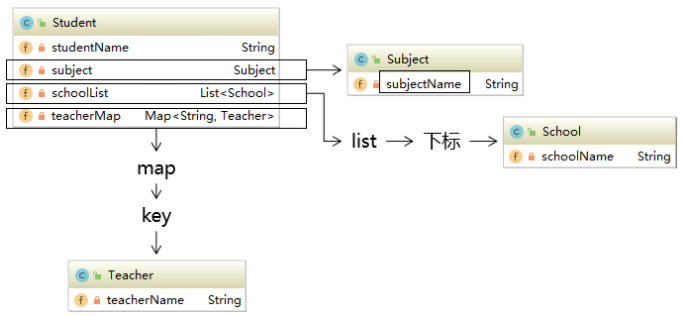 Student
studentName String
subject Subject
schoolList List<School>
teacherMap Map<String, Teacher>
Subject
subjectName String
list 下标
School
schoolName String
map
key
Teacher
teacherName String